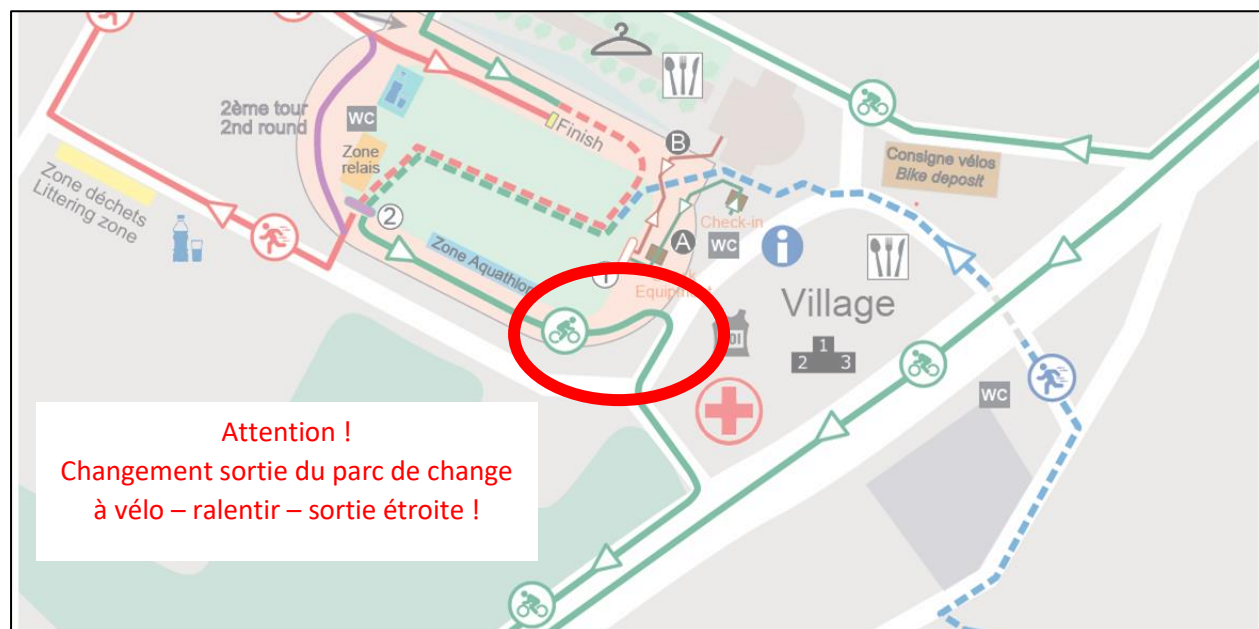 2ème tour
2nd round
WC
Finish
Zone
relais
B
Consigne vélos
Bike deposit
Zone déchets
Littering zone
2
Check-in
A
WC
Zone Aquathlon
1
Equipment
Village
1
2 3
WC
Attention !
Changement sortie du parc de change
à vélo – ralentir – sortie étroite !